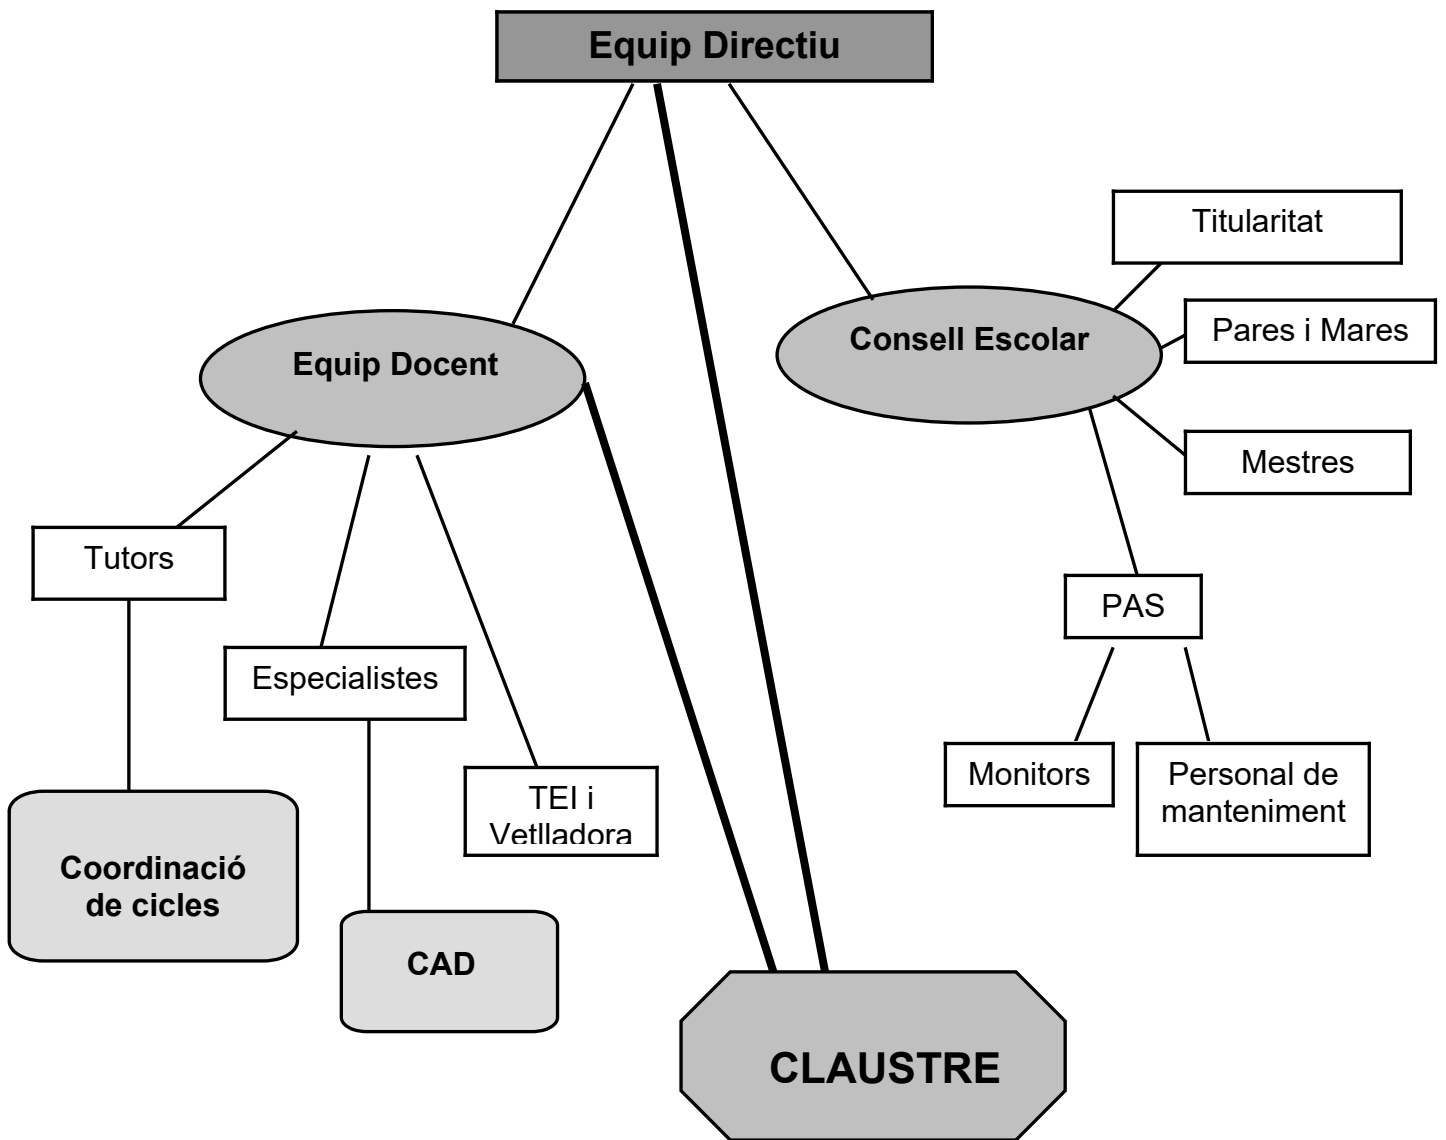 Equip Directiu
Titularitat
Pares i Mares
Consell Escolar
Equip Docent
Mestres
Tutors
PAS
Especialistes
Monitors
Personal de
manteniment
TEI i
Vetlladora
Coordinació
de cicles
CAD
CLAUSTRE